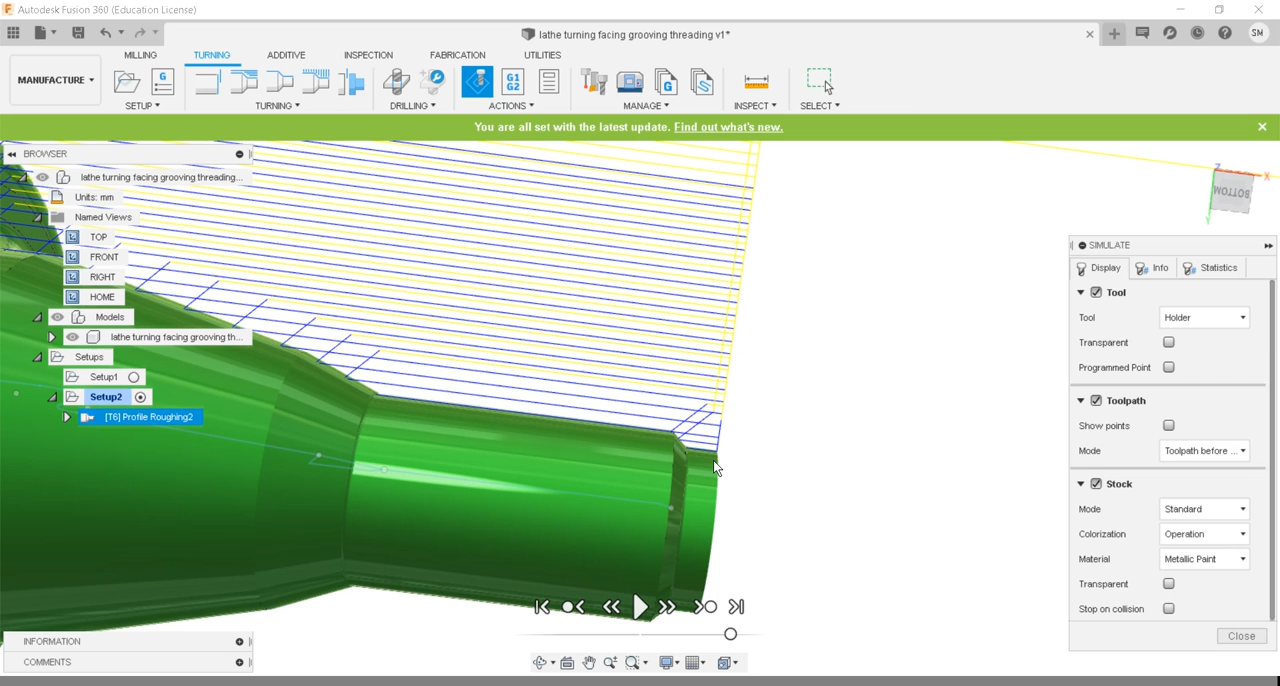 Autodesk Fusion 360 (Education License)
lathe turning facing grooving threading v1*
SM
MILLING TURNING ADDITIVE INSPECTION FABRICATION UTILITIES
MANUFACTURE
G G1 G2 G
SETUP TURNING DRILLING ACTIONS MANAGE INSPECT SELECT
You are all set with the latest update. Find out what's new.
BROWSER
lathe turning facing grooving threading...
Units: mm
Named Views
TOP
FRONT
RIGHT
HOME
Models
lathe turning facing grooving th...
Setups
Setup1
Setup2
[T6] Profile Roughing2
Z X
BOTTOM
Y
SIMULATE
Display Info Statistics
Tool
Tool Holder
Transparent
Programmed Point
Toolpath
Show points
Mode Toolpath before ...
Stock
Mode Standard
Colorization Operation
Material Metallic Paint
Transparent
Stop on collision
Close
INFORMATION
COMMENTS